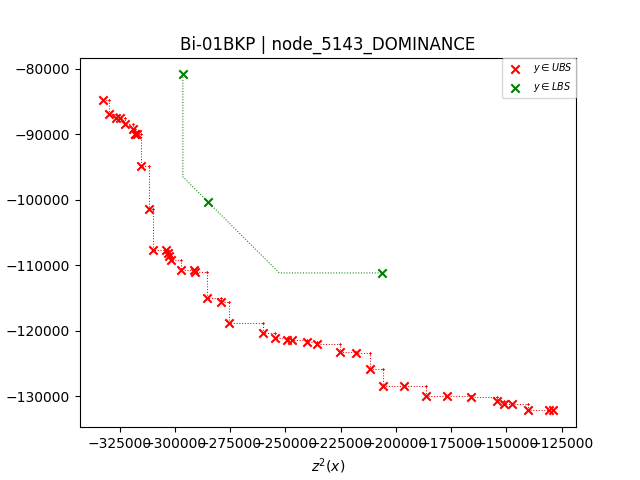 Bi-01BKP | node_5143_DOMINANCE
y ∈ UBS
y ∈ LBS
−80000
−90000
−100000
−110000
−120000
−130000
−325000 −300000 −275000 −250000 −225000 −200000 −175000 −150000 −125000
z²(x)